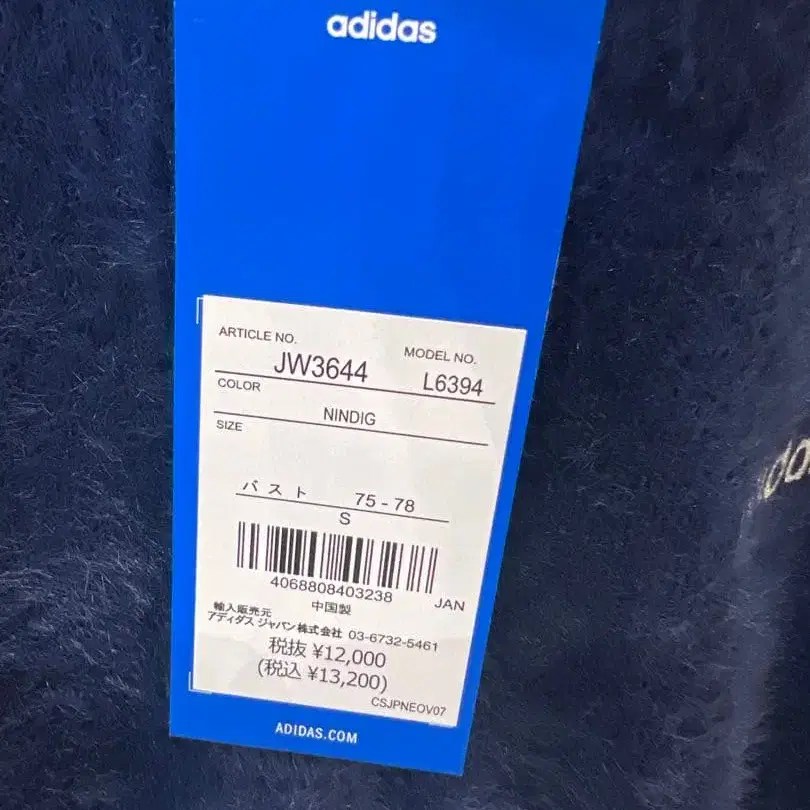 adidas
ARTICLE NO.
MODEL NO.
JW3644
L6394
COLOR
NINDIG
SIZE
バスト 75-78
S
4068808403238
中国製
JAN
輸入販売元
アディダス ジャパン株式会社 03-6732-5461
税抜 ¥12,000
(税込 ¥13,200)
CSJPNEOV07
ADIDAS.COM